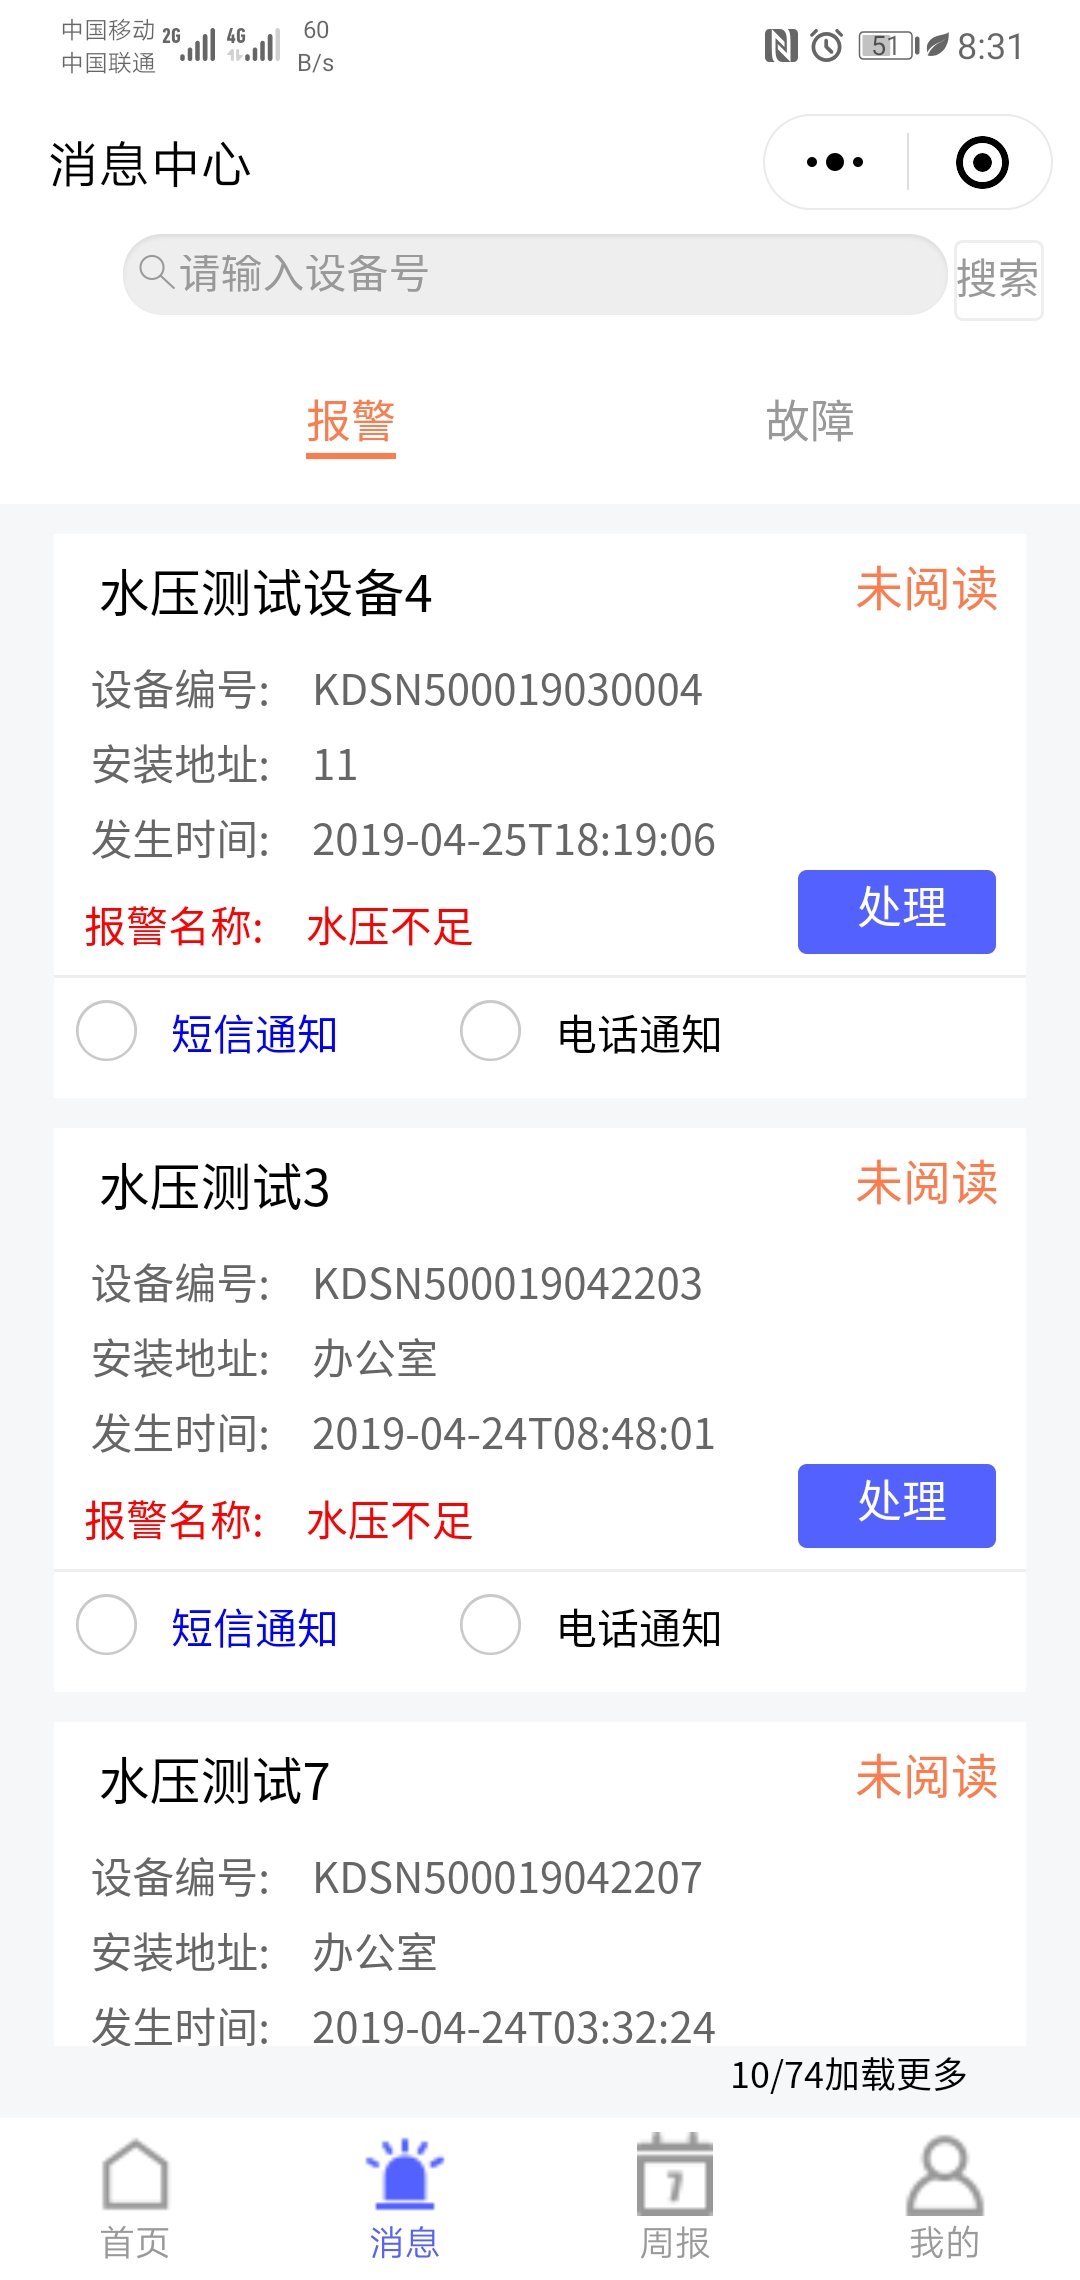 中国移动 2G 4G 60
中国联通 B/s
51 8:31
消息中心
请输入设备号 搜索
报警 故障
水压测试设备4 未阅读
设备编号: KDSN500019030004
安装地址: 11
发生时间: 2019-04-25T18:19:06
报警名称: 水压不足 处理
短信通知 电话通知
水压测试3 未阅读
设备编号: KDSN500019042203
安装地址: 办公室
发生时间: 2019-04-24T08:48:01
报警名称: 水压不足 处理
短信通知 电话通知
水压测试7 未阅读
设备编号: KDSN500019042207
安装地址: 办公室
发生时间: 2019-04-24T03:32:24
10/74加载更多
7
首页 消息 周报 我的